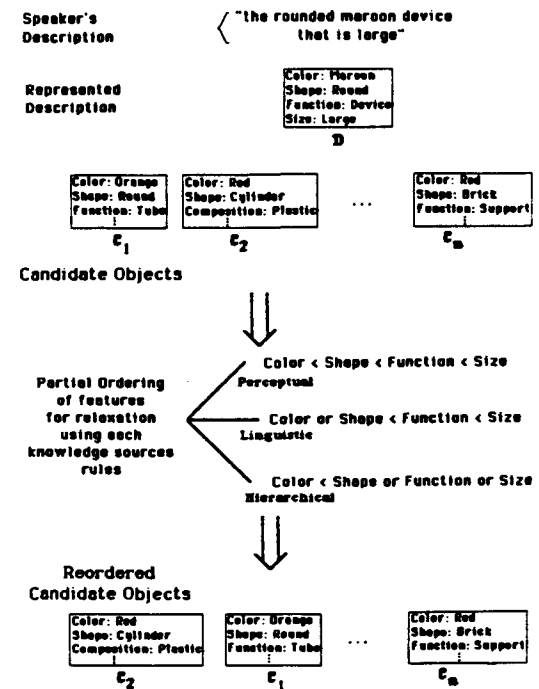 Speaker's
Description
"the rounded maroon device
that is large"
Represented
Description
Color: Maroon
Shape: Round
Function: Device
Size: Large
D
Color: Orange
Shape: Round
Function: Tube
C1
Color: Red
Shape: Cylinder
Composition: Plastic
C2
...
Color: Red
Shape: Brick
Function: Support
Cn
Candidate Objects
Partial Ordering
of features
for relaxation
using each
knowledge sources
rules
Color < Shape < Function < Size
Perceptual
Color or Shape < Function < Size
Linguistic
Color < Shape or Function or Size
Hierarchical
Reordered
Candidate Objects
Color: Red
Shape: Cylinder
Composition: Plastic
C2
Color: Orange
Shape: Round
Function: Tube
C1
...
Color: Red
Shape: Brick
Function: Support
Cn